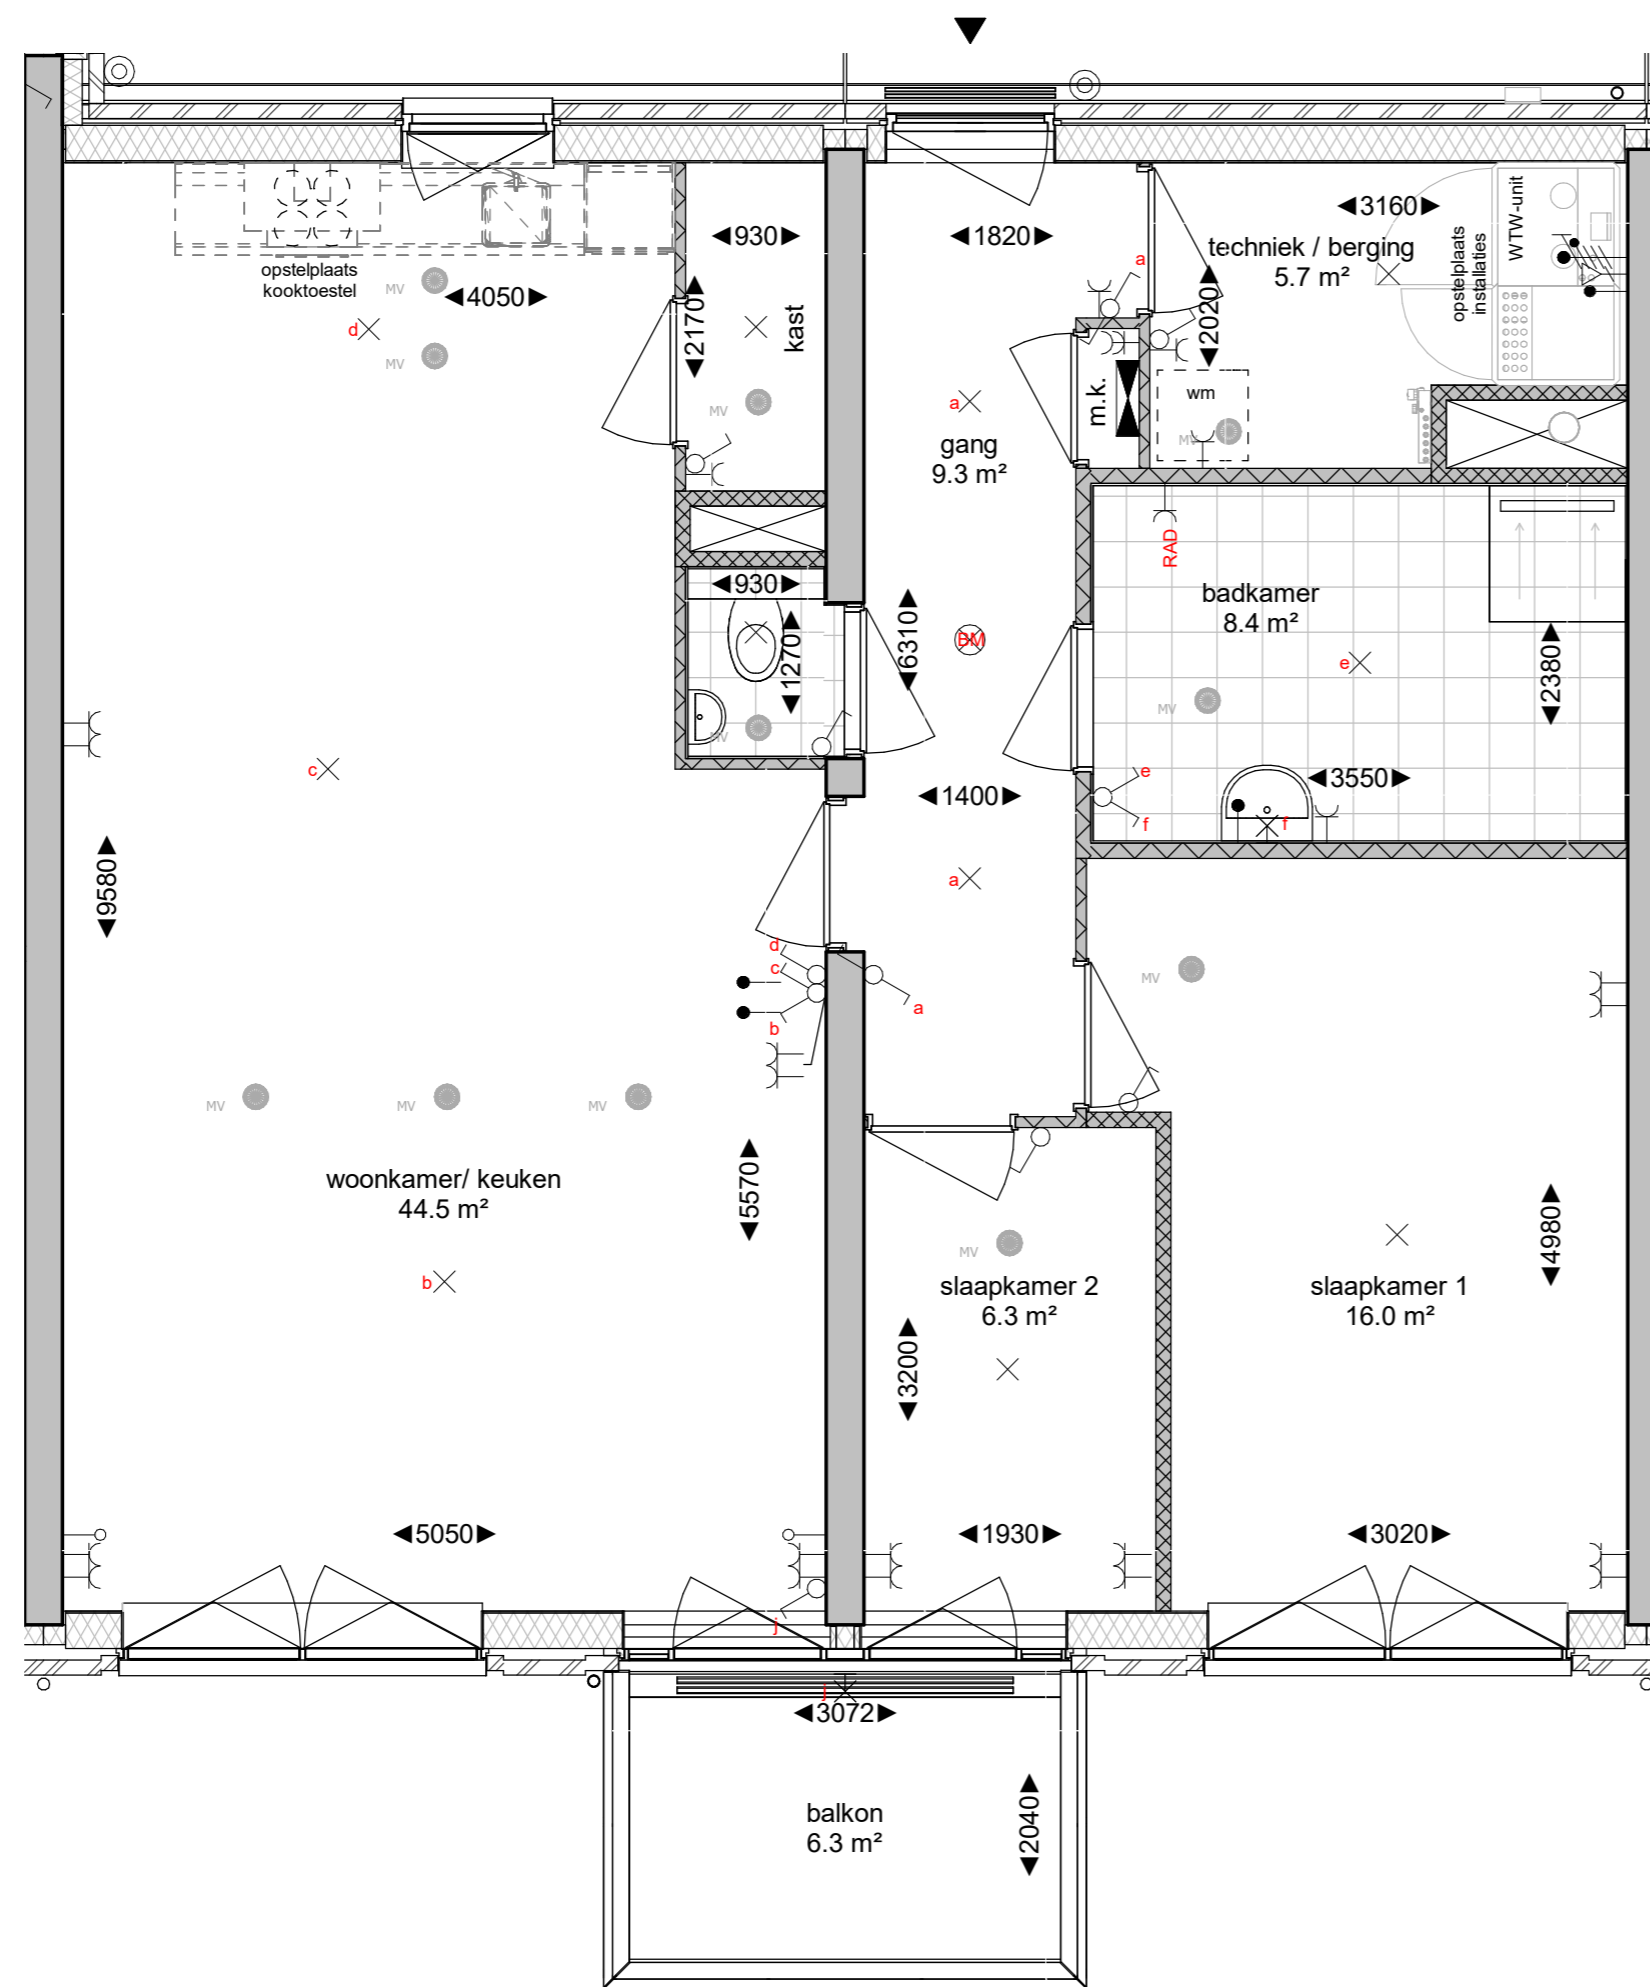 930
1820
3160
techniek / berging
5.7 m²
opstelplaats
installaties
WTW-unit
opstelplaats
kooktoestel
MV
4050
2170
kast
a
2020
d
MV
MV
a
m.k.
wm
MV
gang
9.3 m²
RAD
930
1270
6310
BM
badkamer
8.4 m²
2380
e
MV
MV
c
3550
e
f
f
1400
9580
a
d
c
b
a
MV
MV
MV
MV
5570
woonkamer/ keuken
44.5 m²
4980
MV
slaapkamer 2
6.3 m²
slaapkamer 1
16.0 m²
b
3200
5050
1930
3020
j
j
3072
balkon
6.3 m²
2040